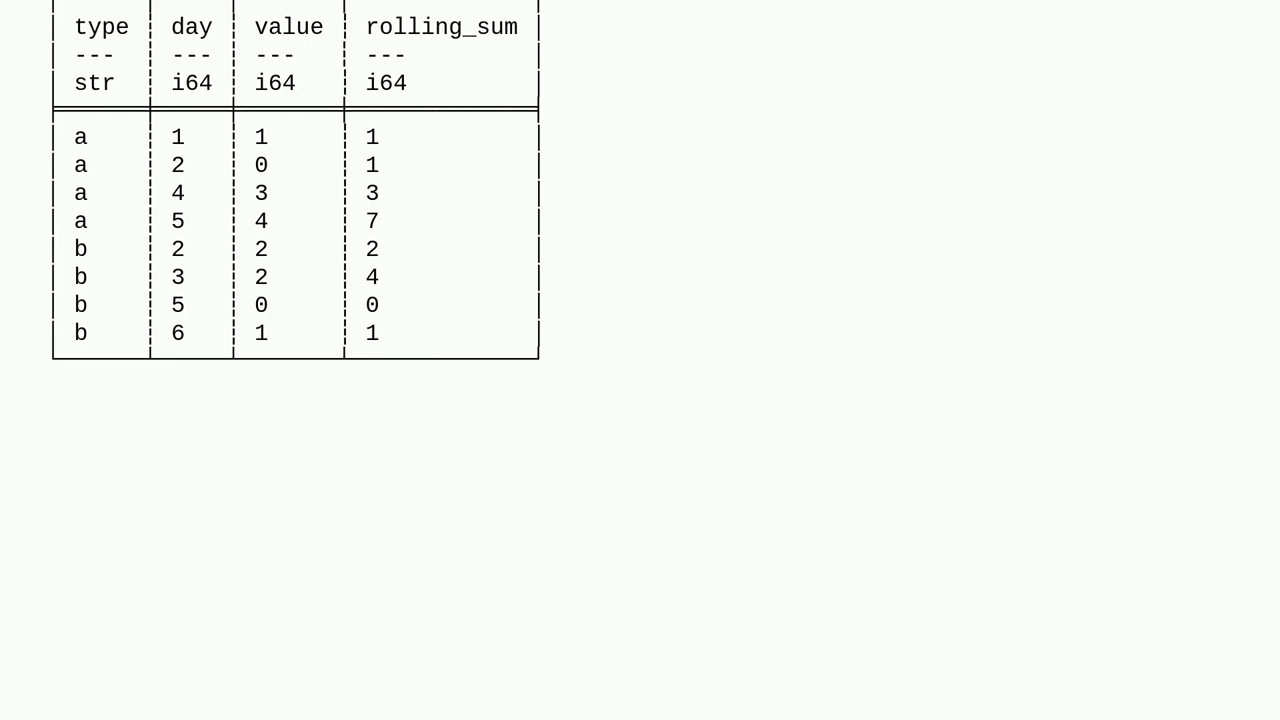 type day value rolling_sum
--- --- --- ---
str i64 i64 i64
a 1 1 1
a 2 0 1
a 4 3 3
a 5 4 7
b 2 2 2
b 3 2 4
b 5 0 0
b 6 1 1